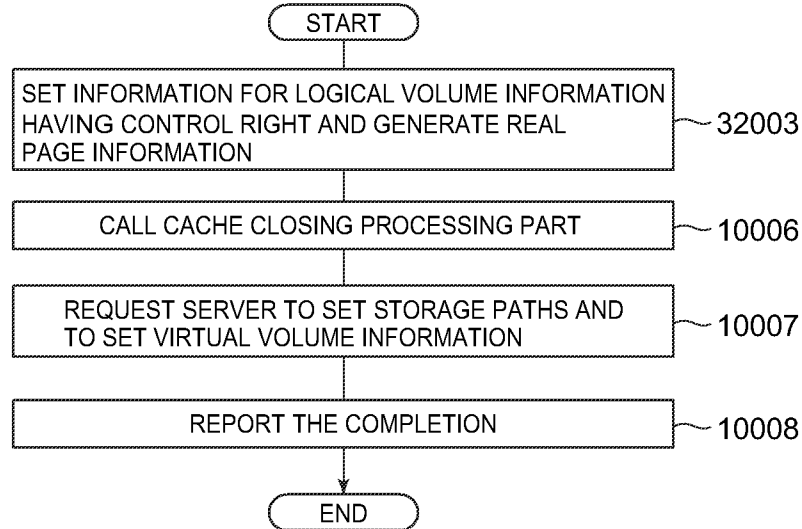 START
SET INFORMATION FOR LOGICAL VOLUME INFORMATION
HAVING CONTROL RIGHT AND GENERATE REAL
PAGE INFORMATION
32003
CALL CACHE CLOSING PROCESSING PART
10006
REQUEST SERVER TO SET STORAGE PATHS AND
TO SET VIRTUAL VOLUME INFORMATION
10007
REPORT THE COMPLETION
10008
END